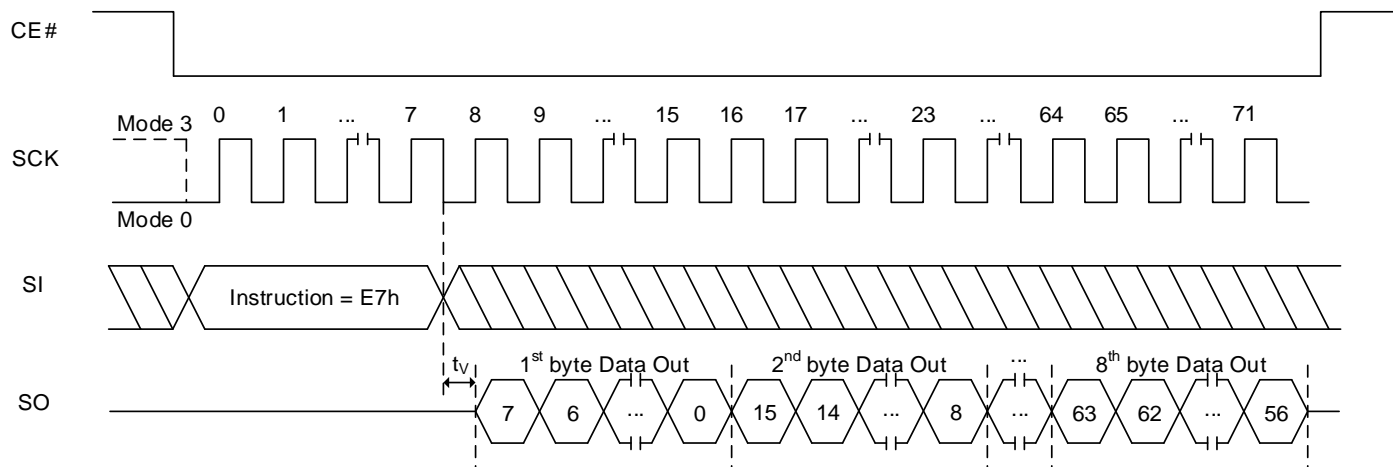 CE#
0 1 ... 7 8 9 ... 15 16 17 ... 23 ... 64 65 ... 71
Mode 3
SCK
Mode 0
SI
Instruction = E7h
tV
1st byte Data Out
2nd byte Data Out
...
8th byte Data Out
SO
7 6 ... 0 15 14 ... 8 ... 63 62 ... 56